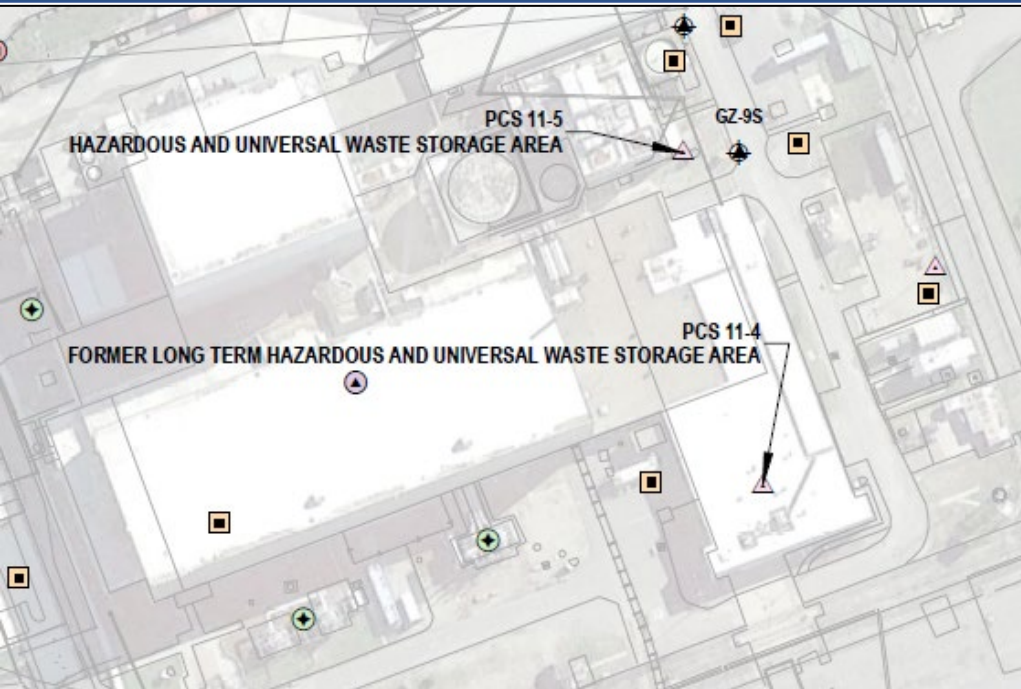 PCS 11-5
HAZARDOUS AND UNIVERSAL WASTE STORAGE AREA
GZ-9S
PCS 11-4
FORMER LONG TERM HAZARDOUS AND UNIVERSAL WASTE STORAGE AREA